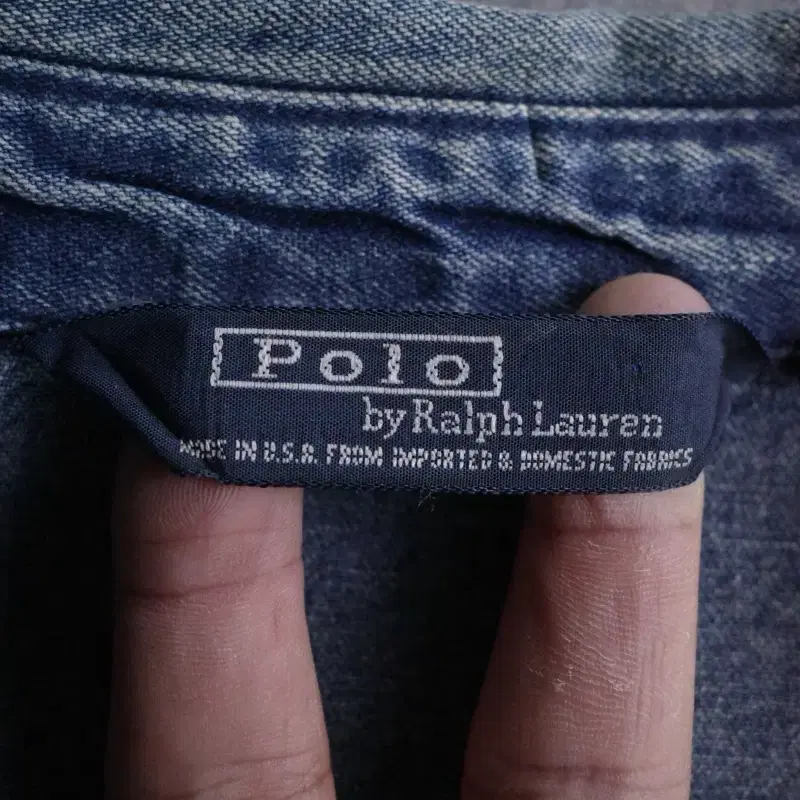 Polo
by Ralph Lauren
MADE IN U.S.A. FROM IMPORTED & DOMESTIC FABRICS